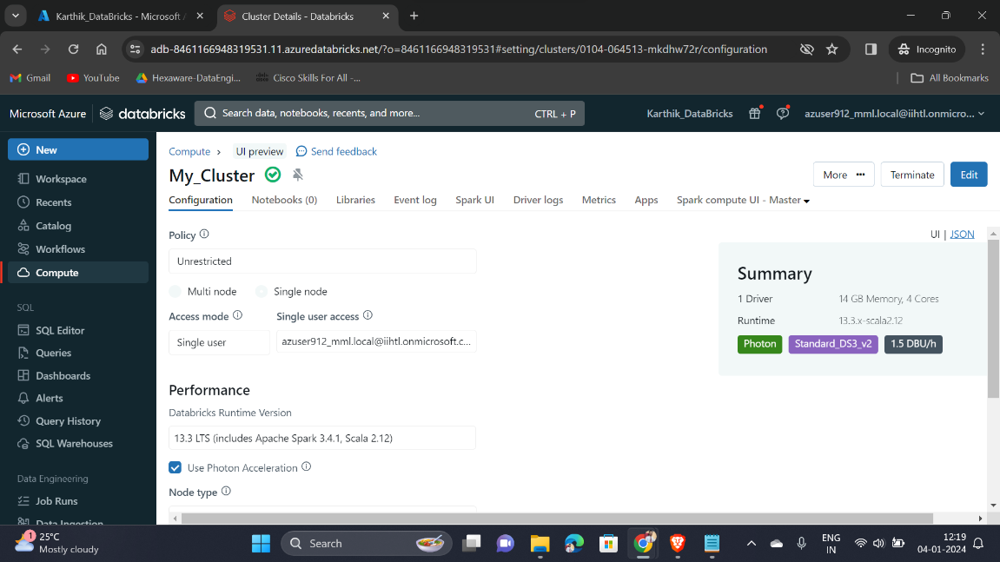 Karthik_DataBricks - Microsoft A
Cluster Details - Databricks
adb-8461166948319531.11.azuredatabricks.net/?o=8461166948319531#setting/clusters/0104-064513-mkdhw72r/configuration
Incognito
Gmail
YouTube
Hexaware-DataEngi...
Cisco Skills For All -...
All Bookmarks
Microsoft Azure
databricks
Search data, notebooks, recents, and more...
CTRL + P
Karthik_DataBricks
azuser912_mml.local@iihtl.onmicro...
New
Workspace
Recents
Catalog
Workflows
Compute
SQL
SQL Editor
Queries
Dashboards
Alerts
Query History
SQL Warehouses
Data Engineering
Job Runs
Data Ingestion
Compute
UI preview
Send feedback
My_Cluster
More
Terminate
Edit
Configuration
Notebooks (0)
Libraries
Event log
Spark UI
Driver logs
Metrics
Apps
Spark compute UI - Master
UI | JSON
Policy
Unrestricted
Multi node
Single node
Access mode
Single user access
Single user
azuser912_mml.local@iihtl.onmicrosoft.c...
Performance
Databricks Runtime Version
13.3 LTS (includes Apache Spark 3.4.1, Scala 2.12)
Use Photon Acceleration
Node type
Summary
1 Driver
14 GB Memory, 4 Cores
Runtime
13.3.x-scala2.12
Photon
Standard_DS3_v2
1.5 DBU/h
1
25°C
Mostly cloudy
Search
ENG
IN
12:19
04-01-2024